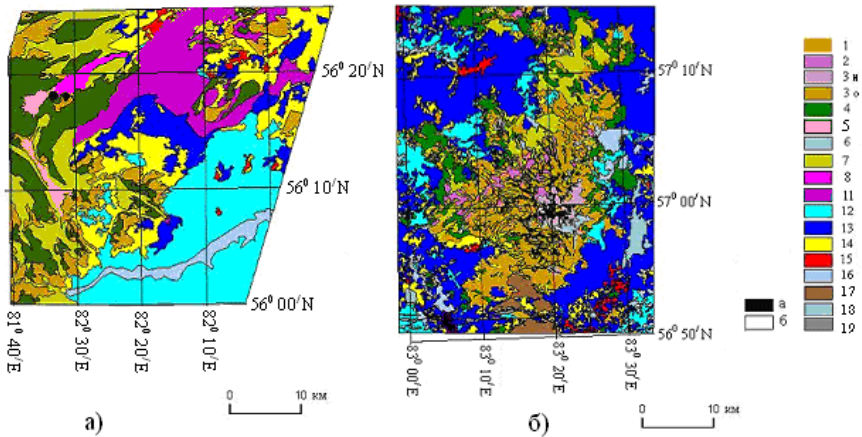 56⁰ 20'/N
56⁰ 10'/N
56⁰ 00'/N
81⁰ 40'/E
82⁰ 30'/E
82⁰ 20'/E
82⁰ 10'/E
0 10 км
а)
57⁰ 10'/N
57⁰ 00'/N
56⁰ 50'/N
83⁰ 00'/E
83⁰ 10'/E
83⁰ 20'/E
83⁰ 30'/E
0 10 км
б)
а
б
1
2
3 н
3 о
4
5
6
7
8
11
12
13
14
15
16
17
18
19